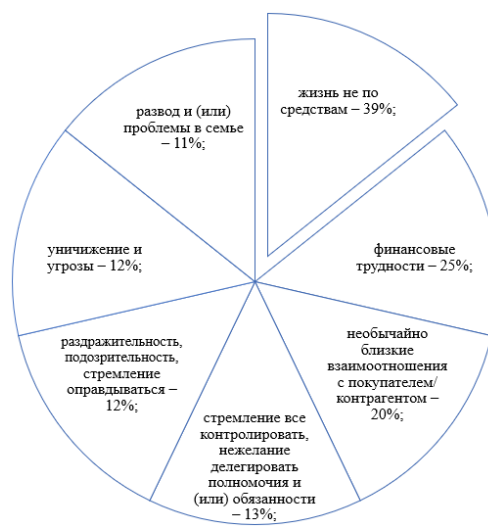 жизнь не по
средствам – 39%;
финансовые
трудности – 25%;
необычайно
близкие
взаимоотношения
с покупателем/
контрагентом –
20%;
стремление все
контролировать,
нежелание
делегировать
полномочия и
(или) обязанности
– 13%;
раздражительность,
подозрительность,
стремление
оправдываться –
12%;
уничижение и
угрозы – 12%;
развод и (или)
проблемы в семье
– 11%;